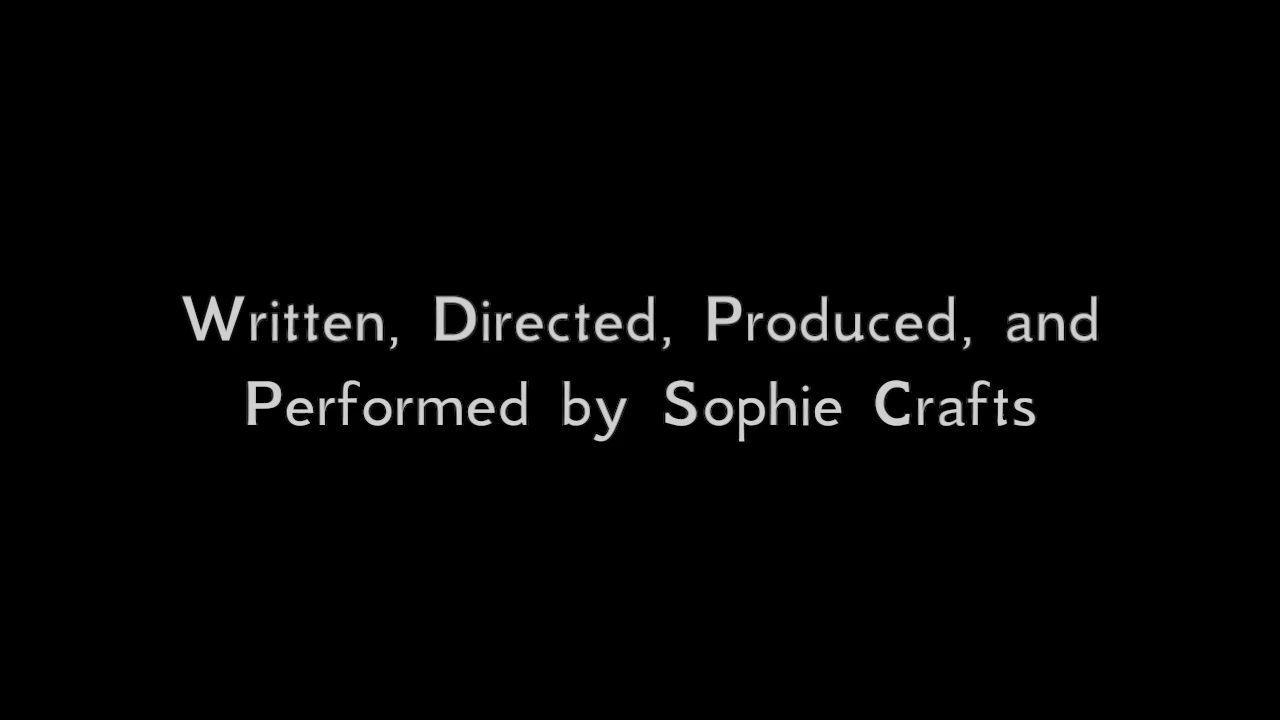 Written, Directed, Produced, and
Performed by Sophie Crafts